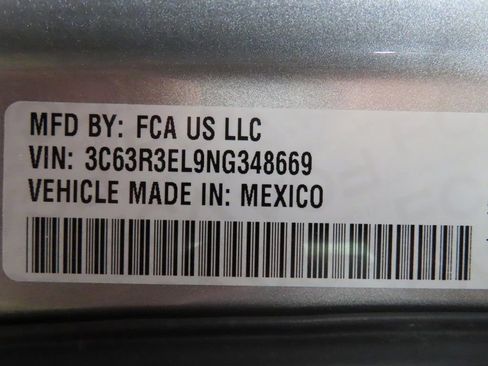 MFD BY: FCA US LLC
VIN: 3C63R3EL9NG348669
VEHICLE MADE IN: MEXICO